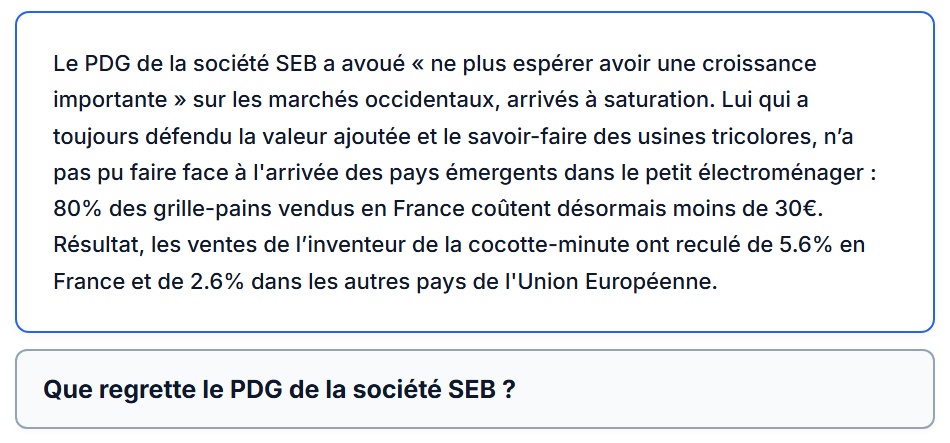 Le PDG de la société SEB a avoué « ne plus espérer avoir une croissance
importante » sur les marchés occidentaux, arrivés à saturation. Lui qui a
toujours défendu la valeur ajoutée et le savoir-faire des usines tricolores, n’a
pas pu faire face à l'arrivée des pays émergents dans le petit électroménager :
80% des grille-pains vendus en France coûtent désormais moins de 30€.
Résultat, les ventes de l’inventeur de la cocotte-minute ont reculé de 5.6% en
France et de 2.6% dans les autres pays de l'Union Européenne.
Que regrette le PDG de la société SEB ?